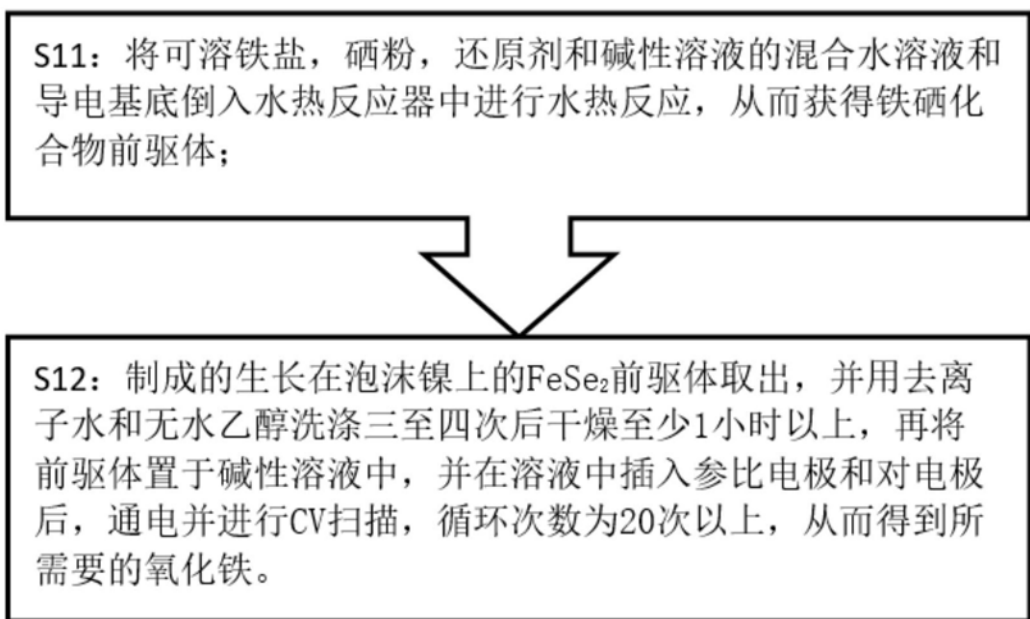 S11：将可溶铁盐，硒粉，还原剂和碱性溶液的混合水溶液和
导电基底倒入水热反应器中进行水热反应，从而获得铁硒化
合物前驱体；
S12：制成的生长在泡沫镍上的FeSe₂前驱体取出，并用去离
子水和无水乙醇洗涤三至四次后干燥至少1小时以上，再将
前驱体置于碱性溶液中，并在溶液中插入参比电极和对电极
后，通电并进行CV扫描，循环次数为20次以上，从而得到所
需要的氧化铁。